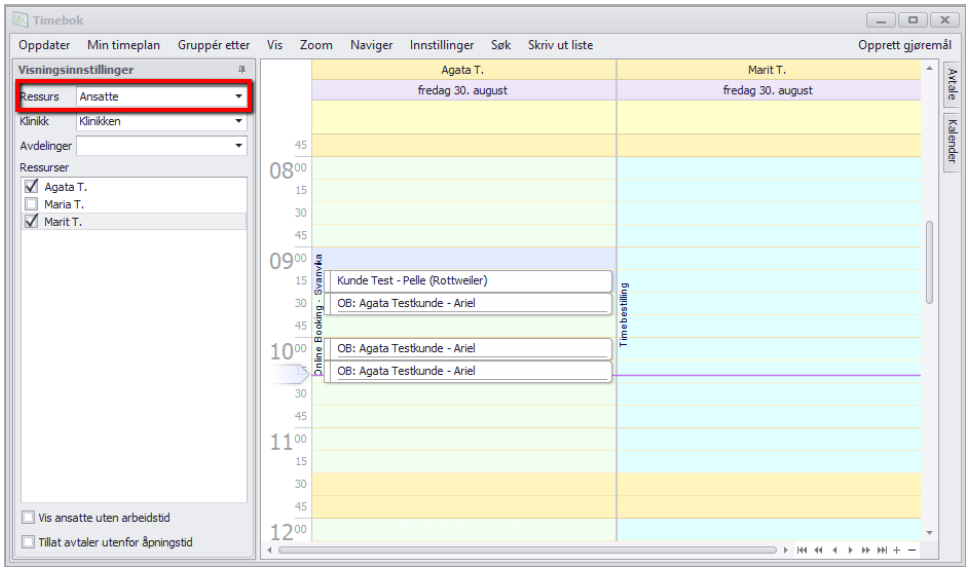 Timebok
Oppdater Min timeplan Gruppér etter Vis Zoom Naviger Innstillinger Søk Skriv ut liste Opprett gjøremål
Visningsinnstillinger
Ressurs Ansatte
Klinikk Klinikken
Avdelinger
Ressurser
Agata T.
Maria T.
Marit T.
Vis ansatte uten arbeidstid
Tillat avtaler utenfor åpningstid
Agata T. Marit T.
fredag 30. august fredag 30. august
45
08 00
15
30
45
09 00
15
30
45
10 00
15
30
45
11 00
15
30
45
12 00
Online Booking - Svanvika
Kunde Test - Pelle (Rottweiler)
OB: Agata Testkunde - Ariel
OB: Agata Testkunde - Ariel
OB: Agata Testkunde - Ariel
Timebestilling
Avtale
Kalender